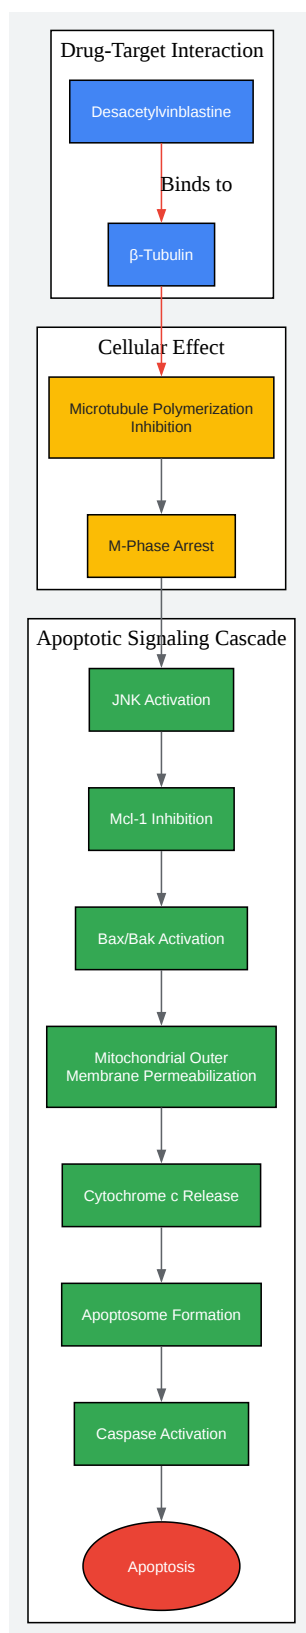 Drug-Target Interaction
Desacetylvinblastine
Binds to
β-Tubulin
Cellular Effect
Microtubule Polymerization
Inhibition
M-Phase Arrest
Apoptotic Signaling Cascade
JNK Activation
Mcl-1 Inhibition
Bax/Bak Activation
Mitochondrial Outer
Membrane Permeabilization
Cytochrome c Release
Apoptosome Formation
Caspase Activation
Apoptosis